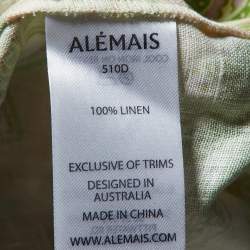 ALÉMAIS
510D
100% LINEN
EXCLUSIVE OF TRIMS
DESIGNED IN
AUSTRALIA
MADE IN CHINA
WWW.ALEMAIS.COM